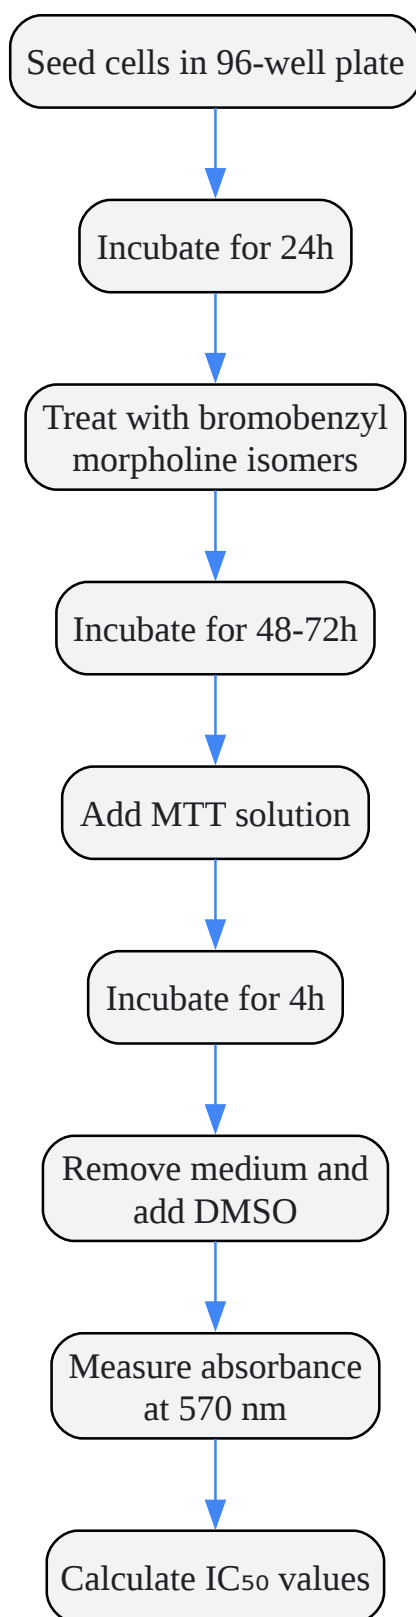 Seed cells in 96-well plate
Incubate for 24h
Treat with bromobenzyl
morpholine isomers
Incubate for 48-72h
Add MTT solution
Incubate for 4h
Remove medium and
add DMSO
Measure absorbance
at 570 nm
Calculate IC₅₀ values